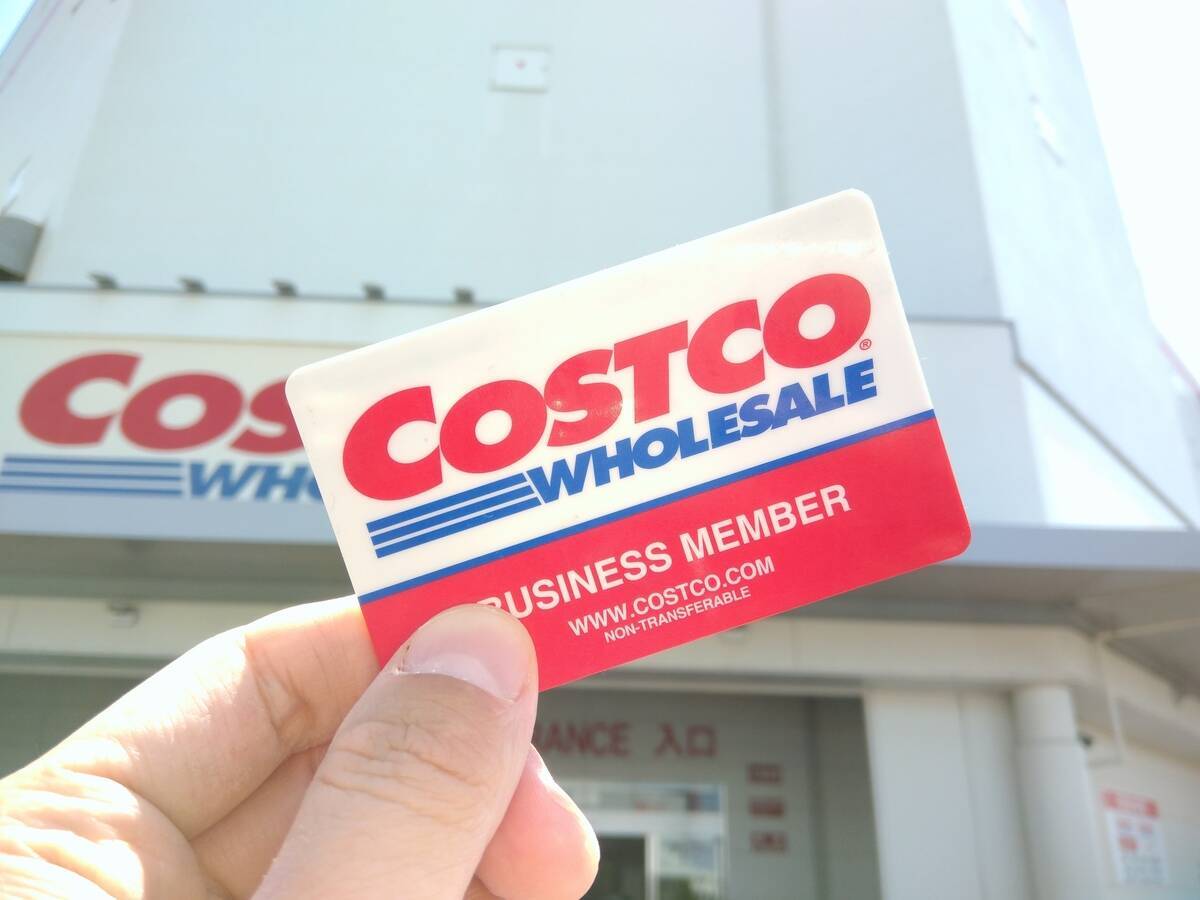 COSTCO®
WHOLESALE
BUSINESS MEMBER
WWW.COSTCO.COM
NON-TRANSFERABLE
COS
WHO
ANCE 入口